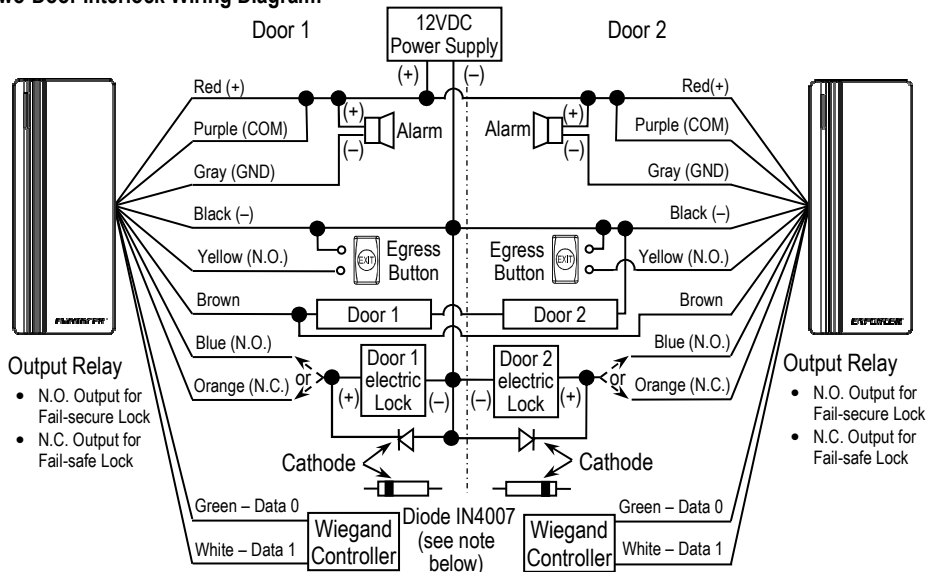 Two-Door Interlock Wiring Diagram
Door 1
12VDC
Power Supply
Door 2
(+)
(–)
Red (+)
Red(+)
(+)
Alarm
(–)
Alarm
(+)
(–)
Purple (COM)
Purple (COM)
Gray (GND)
Gray (GND)
Black (–)
Black (–)
Yellow (N.O.)
EXIT
Egress
Button
Egress
Button
EXIT
Yellow (N.O.)
Brown
Door 1
Door 2
Brown
ENFORCER
ENFORCER
Blue (N.O.)
Blue (N.O.)
Orange (N.C.)
or
(+)
Door 1
electric
Lock
(–)
(–)
Door 2
electric
Lock
(+)
or
Orange (N.C.)
Output Relay
• N.O. Output for
Fail-secure Lock
• N.C. Output for
Fail-safe Lock
Output Relay
• N.O. Output for
Fail-secure Lock
• N.C. Output for
Fail-safe Lock
Cathode
Cathode
Green – Data 0
White – Data 1
Wiegand
Controller
Diode IN4007
(see note
below)
Wiegand
Controller
Green – Data 0
White – Data 1